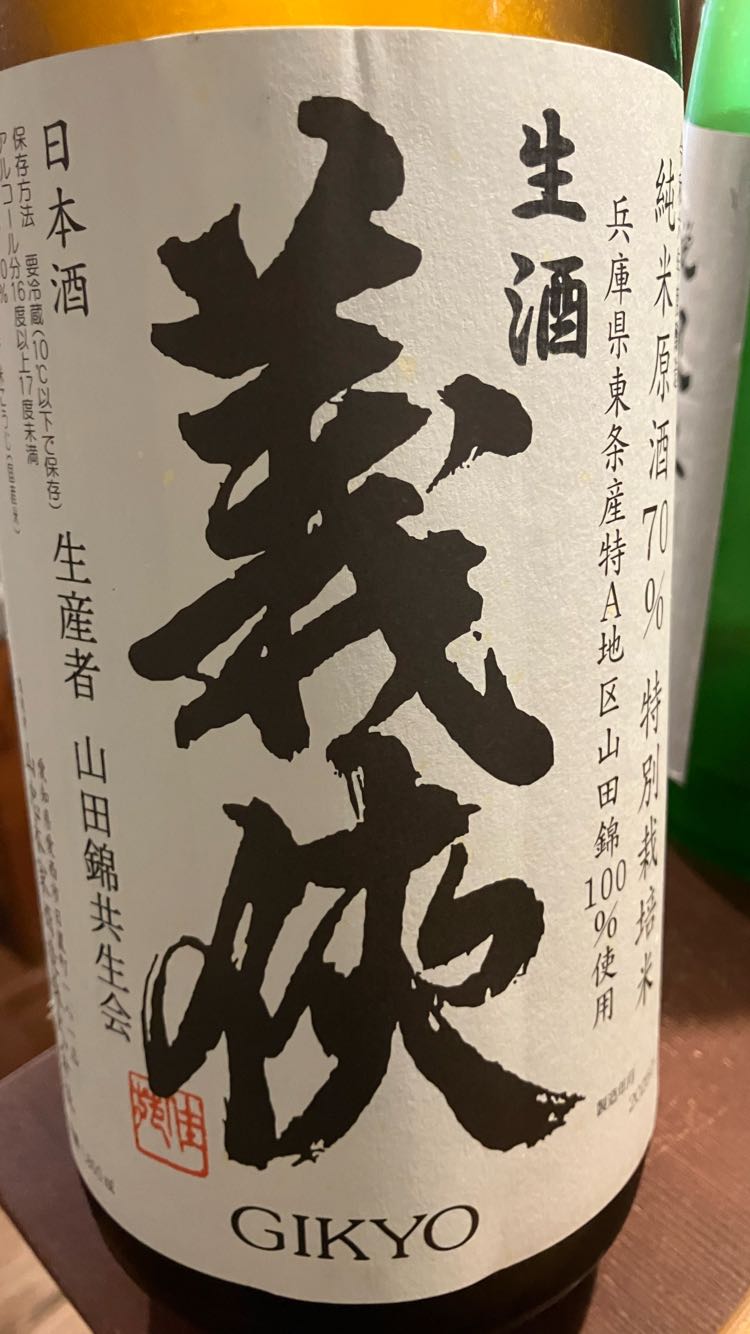 純米原酒70% 特別栽培米
兵庫県東条産特A地区山田錦100%使用
生酒
義侠
日本酒
生産者 山田錦共生会
保存方法 要冷蔵(10℃以下で保存)
アルコール分16度以上17度未満
製造年月
GIKYO